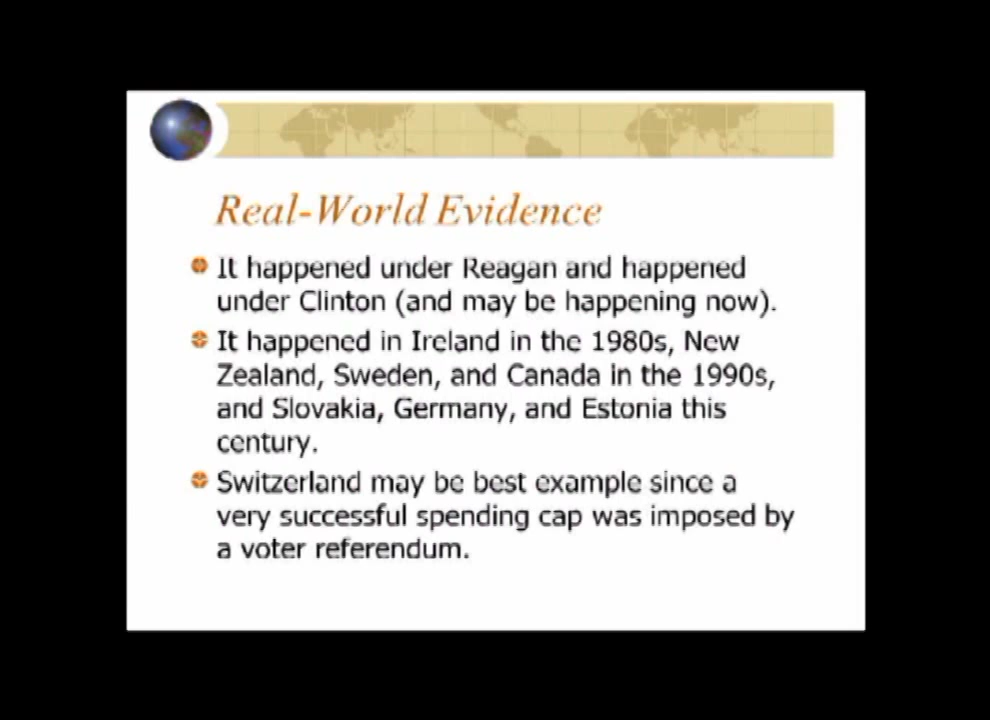 Real-World Evidence
It happened under Reagan and happened
under Clinton (and may be happening now).
It happened in Ireland in the 1980s, New
Zealand, Sweden, and Canada in the 1990s,
and Slovakia, Germany, and Estonia this
century.
Switzerland may be best example since a
very successful spending cap was imposed by
a voter referendum.